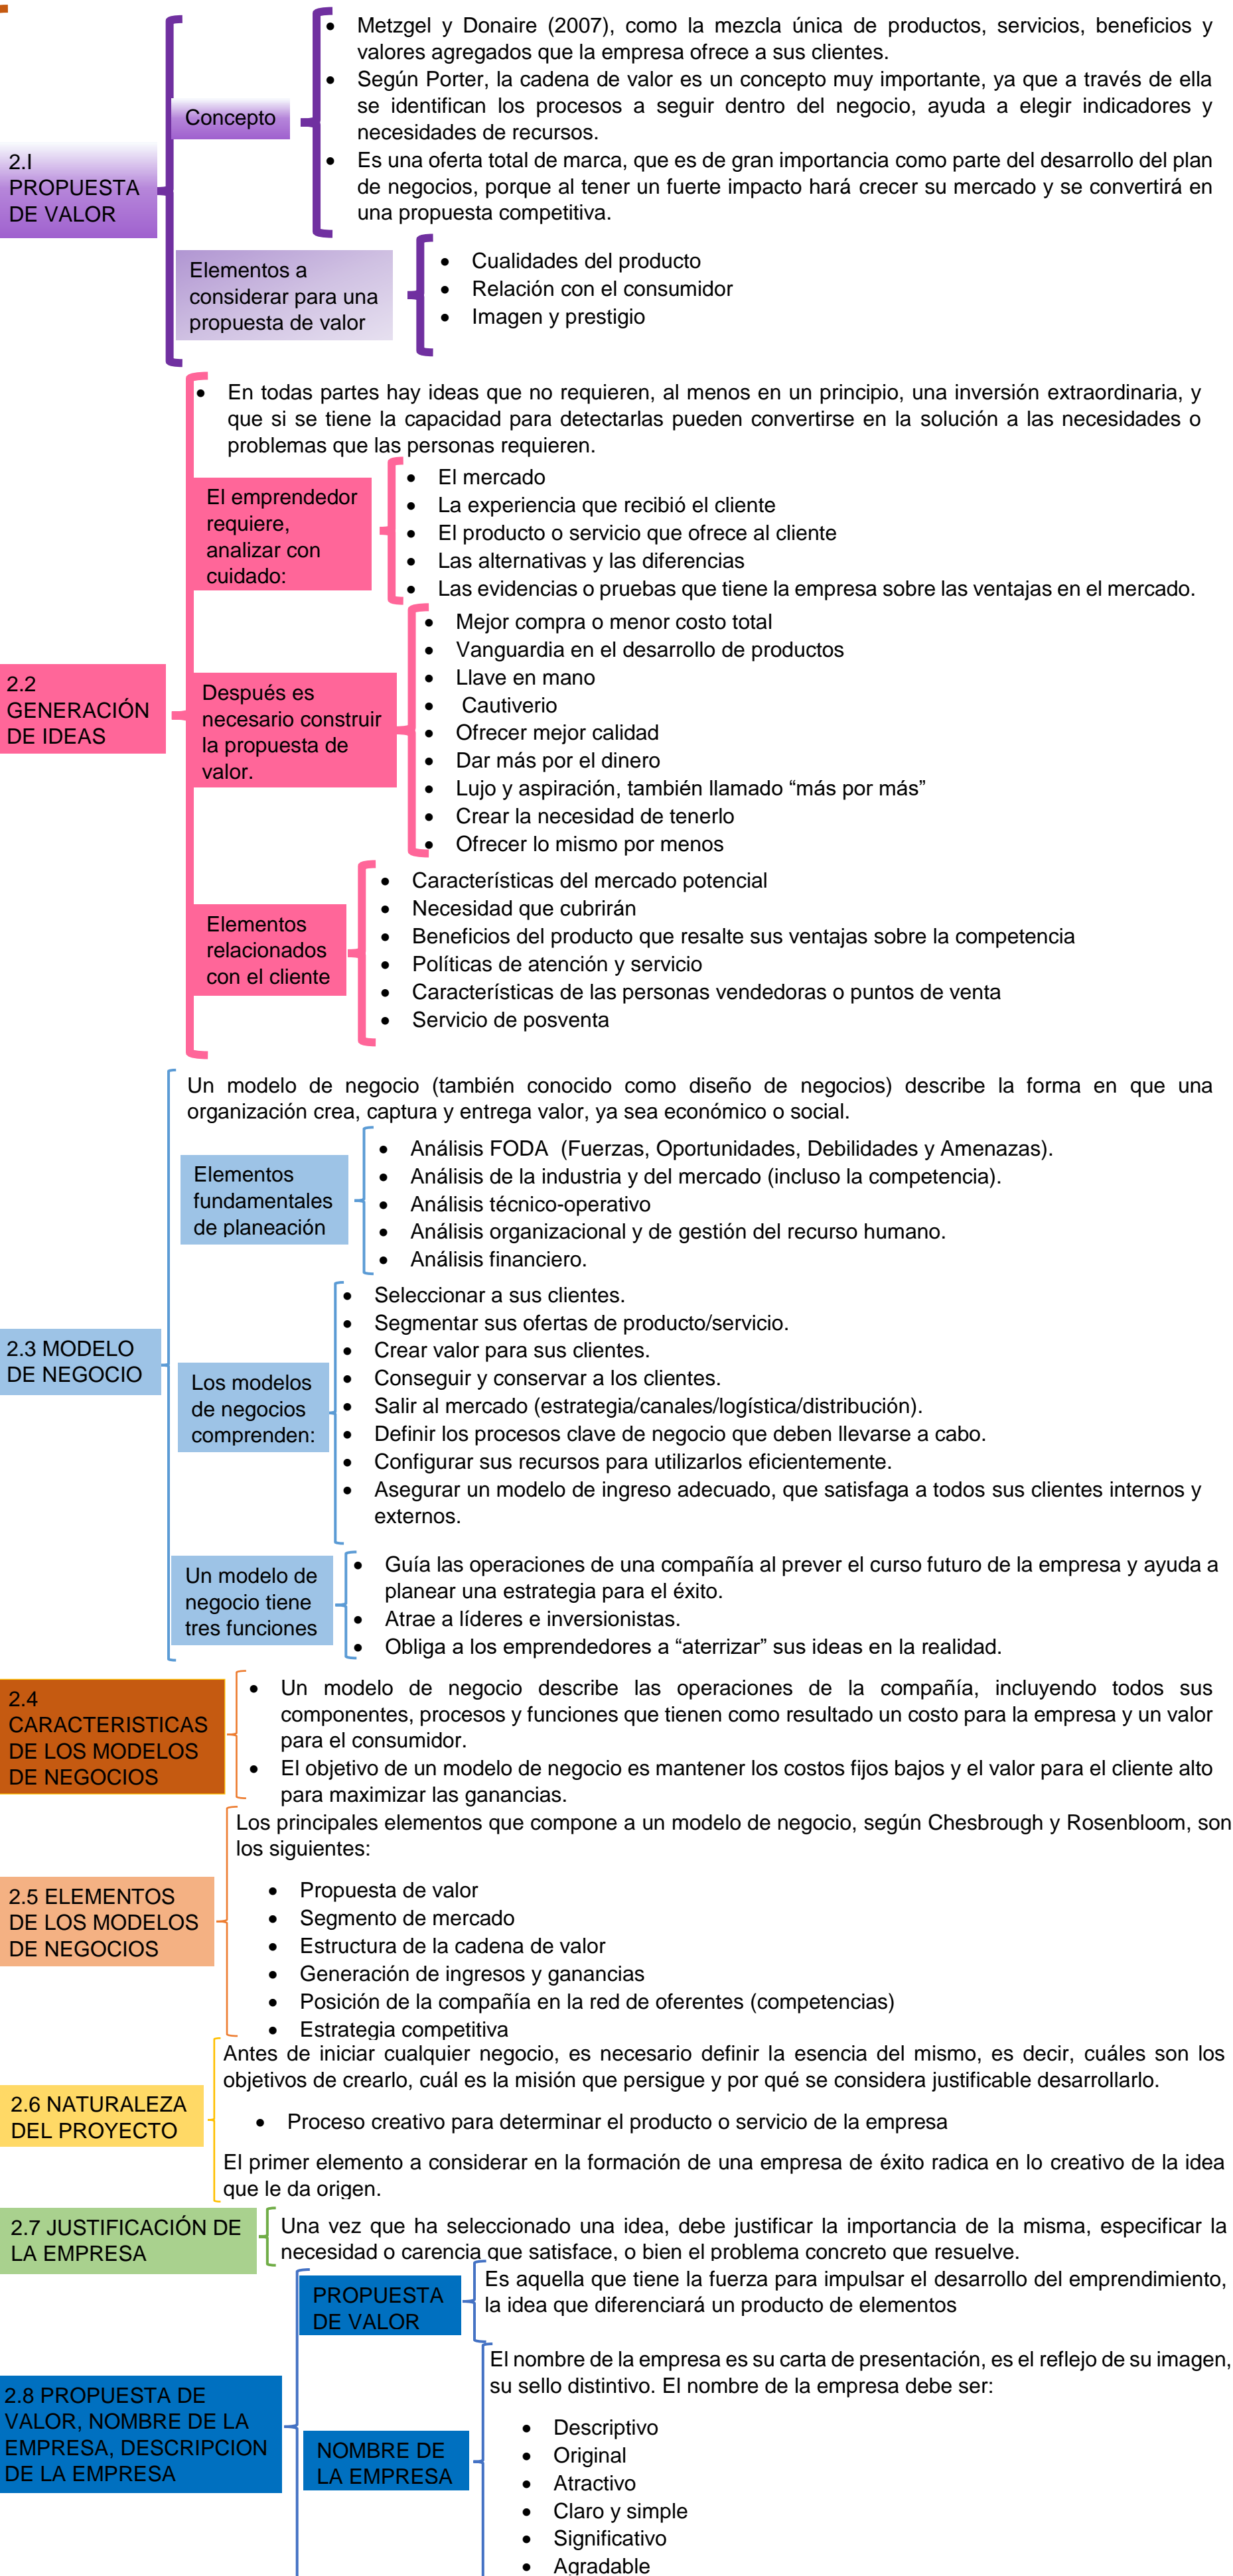 2.I
PROPUESTA
DE VALOR
Concepto
• Metzgel y Donaire (2007), como la mezcla única de productos, servicios, beneficios y
valores agregados que la empresa ofrece a sus clientes.
• Según Porter, la cadena de valor es un concepto muy importante, ya que a través de ella
se identifican los procesos a seguir dentro del negocio, ayuda a elegir indicadores y
necesidades de recursos.
• Es una oferta total de marca, que es de gran importancia como parte del desarrollo del plan
de negocios, porque al tener un fuerte impacto hará crecer su mercado y se convertirá en
una propuesta competitiva.
Elementos a
considerar para una
propuesta de valor
• Cualidades del producto
• Relación con el consumidor
• Imagen y prestigio
2.2
GENERACIÓN
DE IDEAS
• En todas partes hay ideas que no requieren, al menos en un principio, una inversión extraordinaria, y
que si se tiene la capacidad para detectarlas pueden convertirse en la solución a las necesidades o
problemas que las personas requieren.
El emprendedor
requiere,
analizar con
cuidado:
• El mercado
• La experiencia que recibió el cliente
• El producto o servicio que ofrece al cliente
• Las alternativas y las diferencias
• Las evidencias o pruebas que tiene la empresa sobre las ventajas en el mercado.
Después es
necesario construir
la propuesta de
valor.
• Mejor compra o menor costo total
• Vanguardia en el desarrollo de productos
• Llave en mano
• Cautiverio
• Ofrecer mejor calidad
• Dar más por el dinero
• Lujo y aspiración, también llamado “más por más”
• Crear la necesidad de tenerlo
• Ofrecer lo mismo por menos
Elementos
relacionados
con el cliente
• Características del mercado potencial
• Necesidad que cubrirán
• Beneficios del producto que resalte sus ventajas sobre la competencia
• Políticas de atención y servicio
• Características de las personas vendedoras o puntos de venta
• Servicio de posventa
2.3 MODELO
DE NEGOCIO
Un modelo de negocio (también conocido como diseño de negocios) describe la forma en que una
organización crea, captura y entrega valor, ya sea económico o social.
Elementos
fundamentales
de planeación
• Análisis FODA (Fuerzas, Oportunidades, Debilidades y Amenazas).
• Análisis de la industria y del mercado (incluso la competencia).
• Análisis técnico-operativo
• Análisis organizacional y de gestión del recurso humano.
• Análisis financiero.
Los modelos
de negocios
comprenden:
• Seleccionar a sus clientes.
• Segmentar sus ofertas de producto/servicio.
• Crear valor para sus clientes.
• Conseguir y conservar a los clientes.
• Salir al mercado (estrategia/canales/logística/distribución).
• Definir los procesos clave de negocio que deben llevarse a cabo.
• Configurar sus recursos para utilizarlos eficientemente.
• Asegurar un modelo de ingreso adecuado, que satisfaga a todos sus clientes internos y
externos.
Un modelo de
negocio tiene
tres funciones
• Guía las operaciones de una compañía al prever el curso futuro de la empresa y ayuda a
planear una estrategia para el éxito.
• Atrae a líderes e inversionistas.
• Obliga a los emprendedores a “aterrizar” sus ideas en la realidad.
2.4
CARACTERISTICAS
DE LOS MODELOS
DE NEGOCIOS
• Un modelo de negocio describe las operaciones de la compañía, incluyendo todos sus
componentes, procesos y funciones que tienen como resultado un costo para la empresa y un valor
para el consumidor.
• El objetivo de un modelo de negocio es mantener los costos fijos bajos y el valor para el cliente alto
para maximizar las ganancias.
2.5 ELEMENTOS
DE LOS MODELOS
DE NEGOCIOS
Los principales elementos que compone a un modelo de negocio, según Chesbrough y Rosenbloom, son
los siguientes:
• Propuesta de valor
• Segmento de mercado
• Estructura de la cadena de valor
• Generación de ingresos y ganancias
• Posición de la compañía en la red de oferentes (competencias)
• Estrategia competitiva
2.6 NATURALEZA
DEL PROYECTO
Antes de iniciar cualquier negocio, es necesario definir la esencia del mismo, es decir, cuáles son los
objetivos de crearlo, cuál es la misión que persigue y por qué se considera justificable desarrollarlo.
• Proceso creativo para determinar el producto o servicio de la empresa
El primer elemento a considerar en la formación de una empresa de éxito radica en lo creativo de la idea
que le da origen.
2.7 JUSTIFICACIÓN DE
LA EMPRESA
Una vez que ha seleccionado una idea, debe justificar la importancia de la misma, especificar la
necesidad o carencia que satisface, o bien el problema concreto que resuelve.
2.8 PROPUESTA DE
VALOR, NOMBRE DE LA
EMPRESA, DESCRIPCION
DE LA EMPRESA
PROPUESTA
DE VALOR
Es aquella que tiene la fuerza para impulsar el desarrollo del emprendimiento,
la idea que diferenciará un producto de elementos
NOMBRE DE
LA EMPRESA
El nombre de la empresa es su carta de presentación, es el reflejo de su imagen,
su sello distintivo. El nombre de la empresa debe ser:
• Descriptivo
• Original
• Atractivo
• Claro y simple
• Significativo
• Agradable